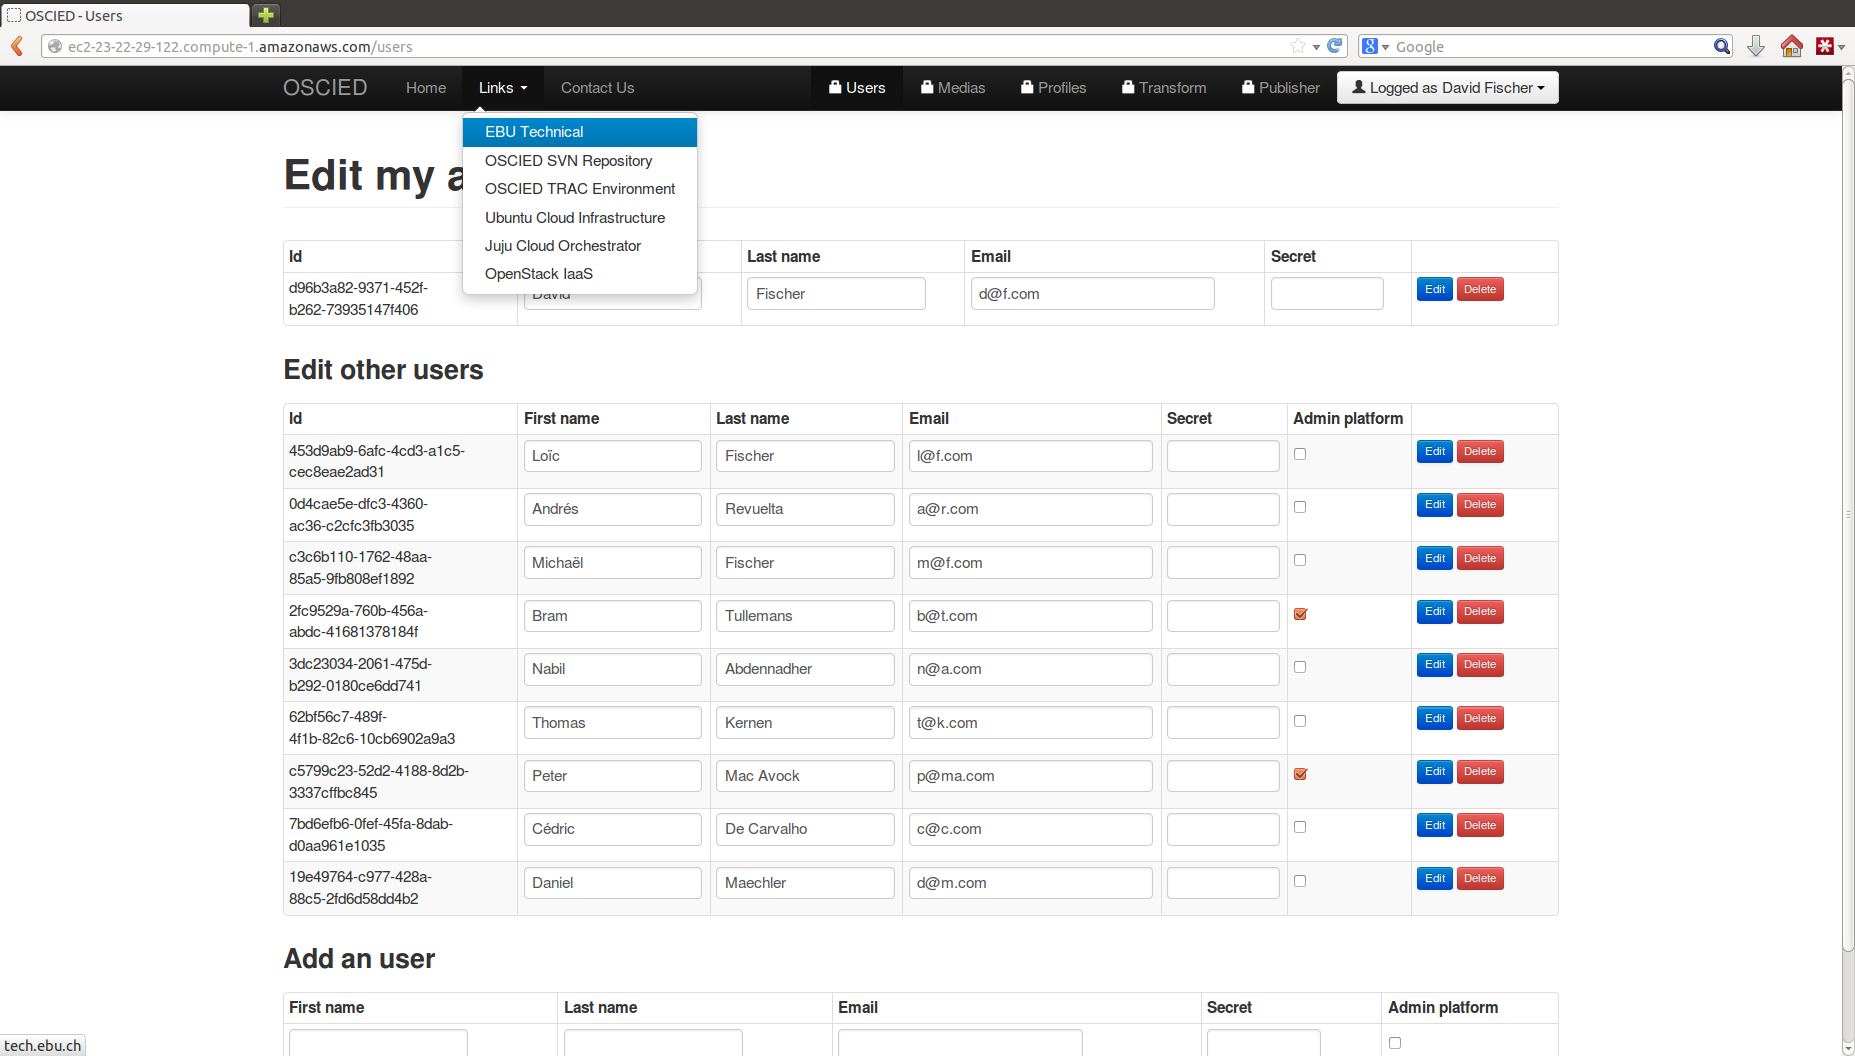 OSCIED - Users
ec2-23-22-29-122.compute-1.amazonaws.com/users
Google
OSCIED Home Links Contact Us Users Medias Profiles Transform Publisher Logged as David Fischer
EBU Technical
OSCIED SVN Repository
OSCIED TRAC Environment
Ubuntu Cloud Infrastructure
Juju Cloud Orchestrator
OpenStack IaaS
Edit my a
Id Last name Email Secret
d96b3a82-9371-452f-
b262-73935147f406
David Fischer d@f.com Edit Delete
Edit other users
Id First name Last name Email Secret Admin platform
453d9ab9-6afc-4cd3-a1c5-
cec8eae2ad31
Loïc Fischer l@f.com Edit Delete
0d4cae5e-dfc3-4360-
ac36-c2cfc3fb3035
Andrés Revuelta a@r.com Edit Delete
c3c6b110-1762-48aa-
85a5-9fb808ef1892
Michaël Fischer m@f.com Edit Delete
2fc9529a-760b-456a-
abdc-41681378184f
Bram Tullemans b@t.com Edit Delete
3dc23034-2061-475d-
b292-0180ce6dd741
Nabil Abdennadher n@a.com Edit Delete
62bf56c7-489f-
4f1b-82c6-10cb6902a9a3
Thomas Kernen t@k.com Edit Delete
c5799c23-52d2-4188-8d2b-
3337cffbc845
Peter Mac Avock p@ma.com Edit Delete
7bd6efb6-0fef-45fa-8dab-
d0aa961e1035
Cédric De Carvalho c@c.com Edit Delete
19e49764-c977-428a-
88c5-2fd6d58dd4b2
Daniel Maechler d@m.com Edit Delete
Add an user
First name Last name Email Secret Admin platform
tech.ebu.ch